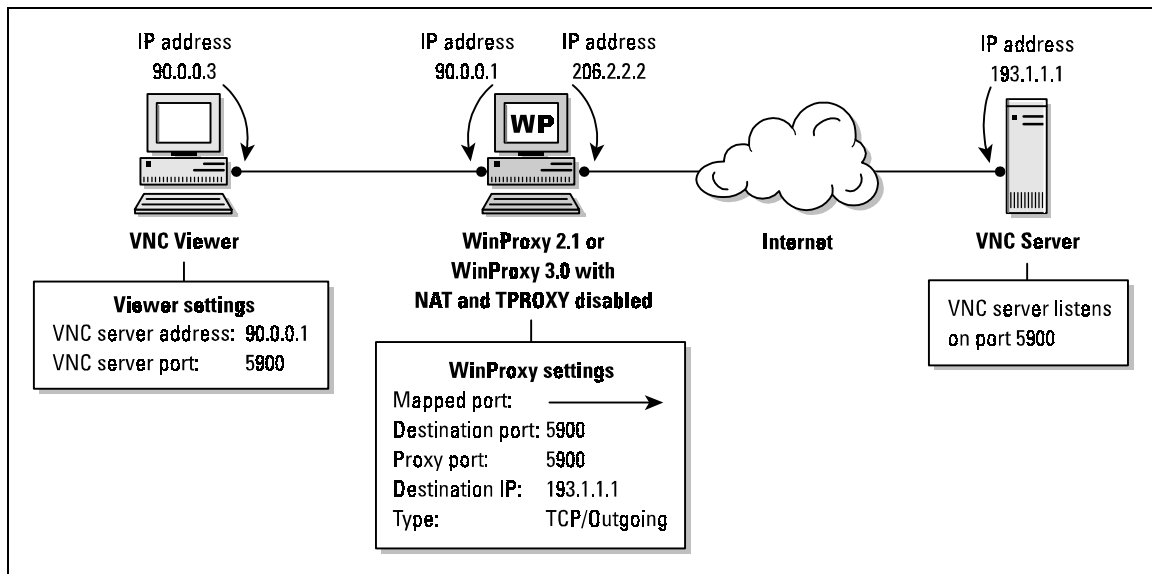 IP address
90.0.0.3
IP address
90.0.0.1
IP address
206.2.2.2
IP address
193.1.1.1
WP
VNC Viewer
WinProxy 2.1 or
WinProxy 3.0 with
NAT and TPROXY disabled
Internet
VNC Server
Viewer settings
VNC server address: 90.0.0.1
VNC server port: 5900
WinProxy settings
Mapped port:
Destination port: 5900
Proxy port: 5900
Destination IP: 193.1.1.1
Type: TCP/Outgoing
VNC server listens
on port 5900